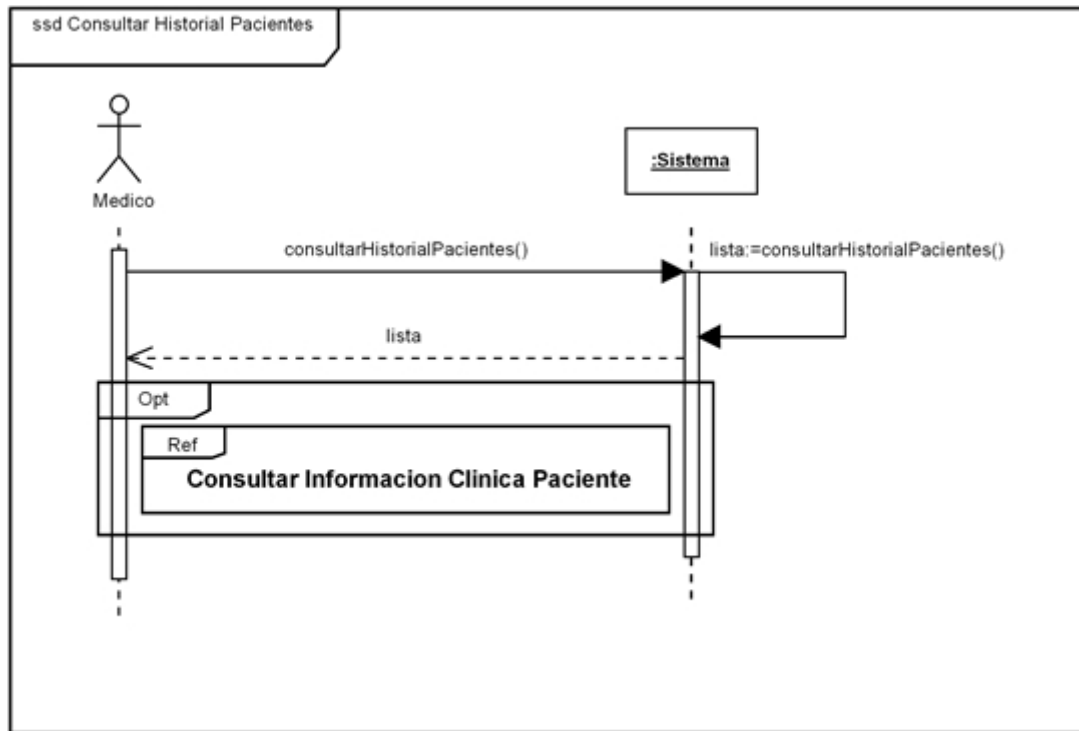 ssd Consultar Historial Pacientes
Medico
:Sistema
consultarHistorialPacientes()
lista:=consultarHistorialPacientes()
lista
Opt
Ref
Consultar Informacion Clinica Paciente